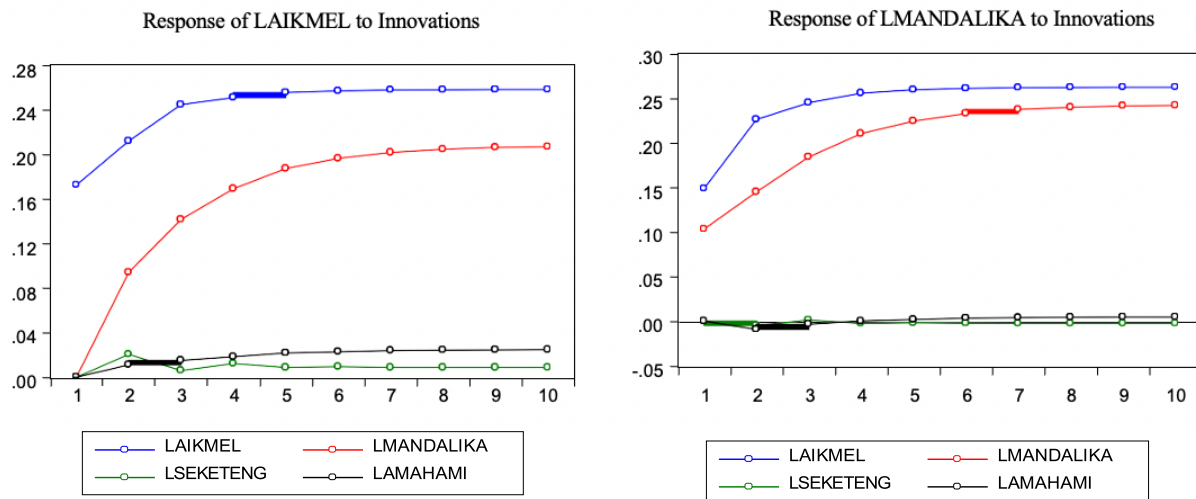 Response of LAIKMEL to Innovations
.28
.24
.20
.16
.12
.08
.04
.00
1 2 3 4 5 6 7 8 9 10
LAIKMEL LMANDALIKA
LSEKETENG LAMAHAMI
Response of LMANDALIKA to Innovations
.30
.25
.20
.15
.10
.05
.00
-.05
1 2 3 4 5 6 7 8 9 10
LAIKMEL LMANDALIKA
LSEKETENG LAMAHAMI